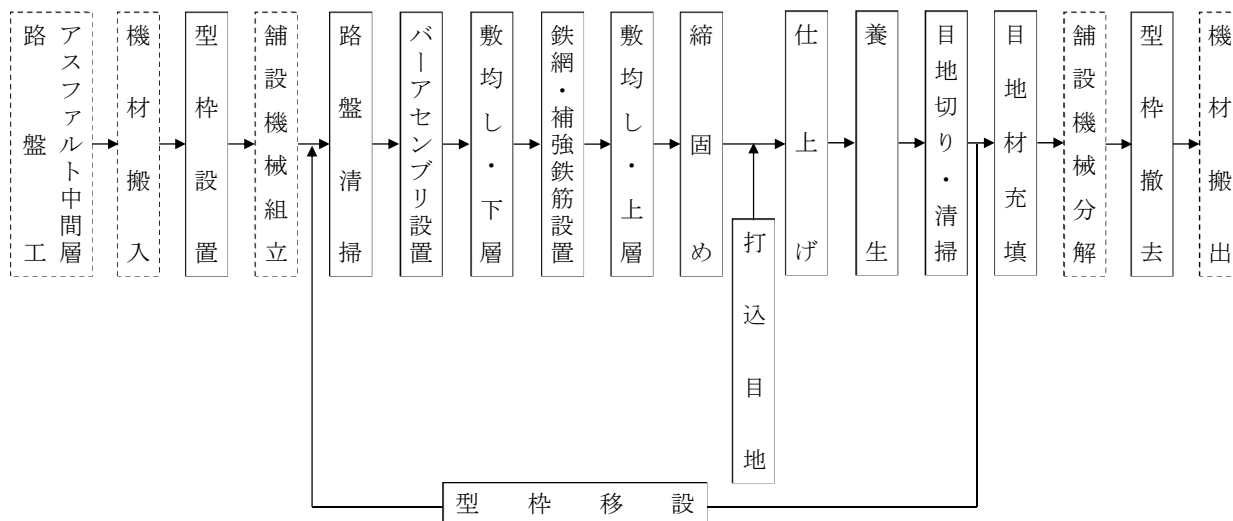 路盤工
アスファルト中間層
機材搬入
型枠設置
舗設機械組立
路盤清掃
バーアセンブリ設置
敷均し・下層
鉄網・補強鉄筋設置
敷均し・上層
締固め
打込目地
仕上げ
養生
目地切り・清掃
目地材充填
舗設機械分解
型枠撤去
機材搬出
型枠移設